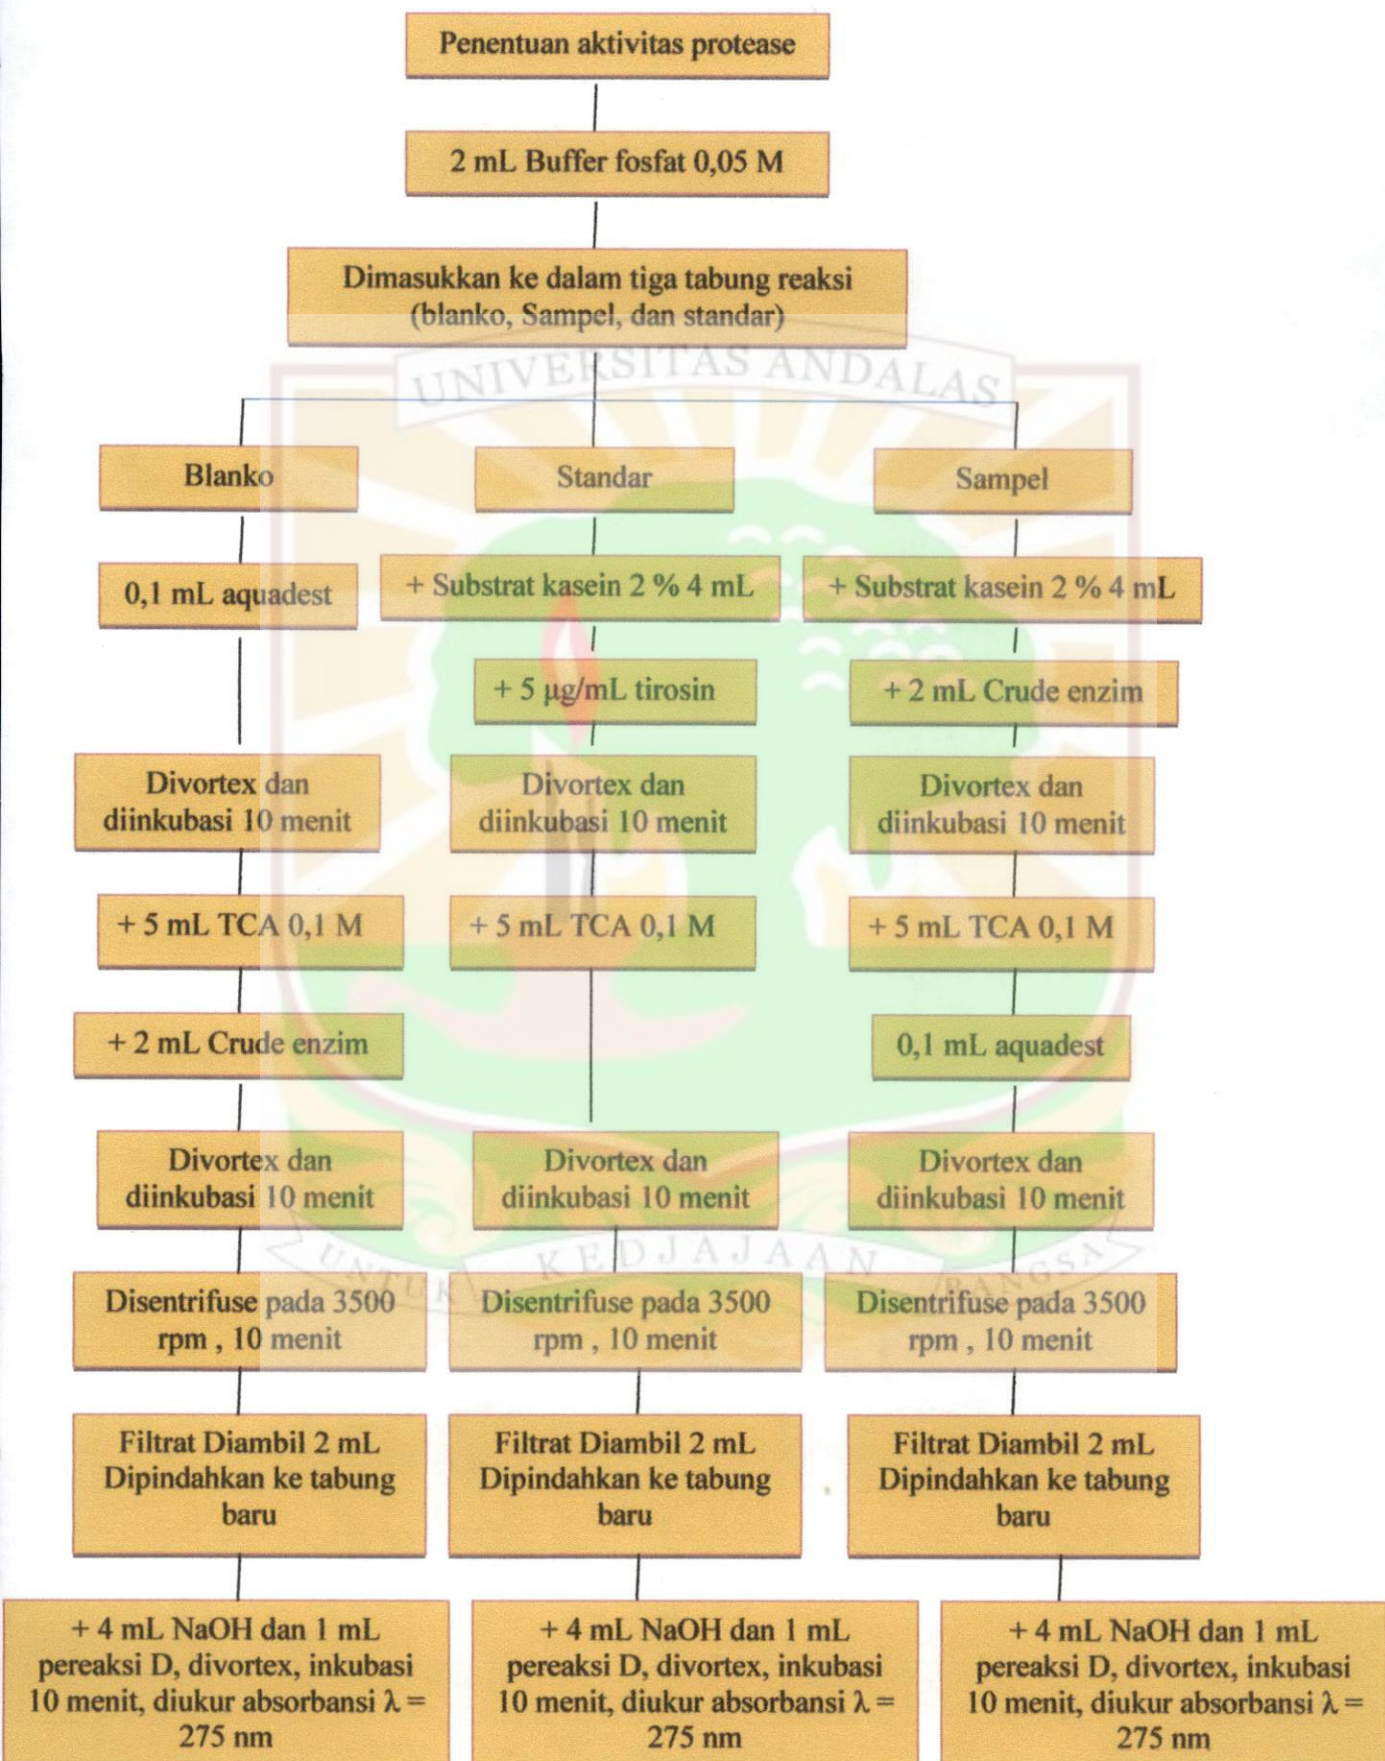 Penentuan aktivitas protease
2 mL Buffer fosfat 0,05 M
Dimasukkan ke dalam tiga tabung reaksi
(blanko, Sampel, dan standar)
UNIVERSITAS ANDALAS
Blanko
0,1 mL aquadest
Divortex dan
diinkubasi 10 menit
+ 5 mL TCA 0,1 M
+ 2 mL Crude enzim
Divortex dan
diinkubasi 10 menit
Disentrifuse pada 3500
rpm , 10 menit
Filtrat Diambil 2 mL
Dipindahkan ke tabung
baru
+ 4 mL NaOH dan 1 mL
pereaksi D, divortex, inkubasi
10 menit, diukur absorbansi λ =
275 nm
Standar
+ Substrat kasein 2 % 4 mL
+ 5 µg/mL tirosin
Divortex dan
diinkubasi 10 menit
+ 5 mL TCA 0,1 M
Divortex dan
diinkubasi 10 menit
Disentrifuse pada 3500
rpm , 10 menit
Filtrat Diambil 2 mL
Dipindahkan ke tabung
baru
+ 4 mL NaOH dan 1 mL
pereaksi D, divortex, inkubasi
10 menit, diukur absorbansi λ =
275 nm
Sampel
+ Substrat kasein 2 % 4 mL
+ 2 mL Crude enzim
Divortex dan
diinkubasi 10 menit
+ 5 mL TCA 0,1 M
0,1 mL aquadest
Divortex dan
diinkubasi 10 menit
Disentrifuse pada 3500
rpm , 10 menit
Filtrat Diambil 2 mL
Dipindahkan ke tabung
baru
+ 4 mL NaOH dan 1 mL
pereaksi D, divortex, inkubasi
10 menit, diukur absorbansi λ =
275 nm
UNTUK KEDJAJAAN BANGSA